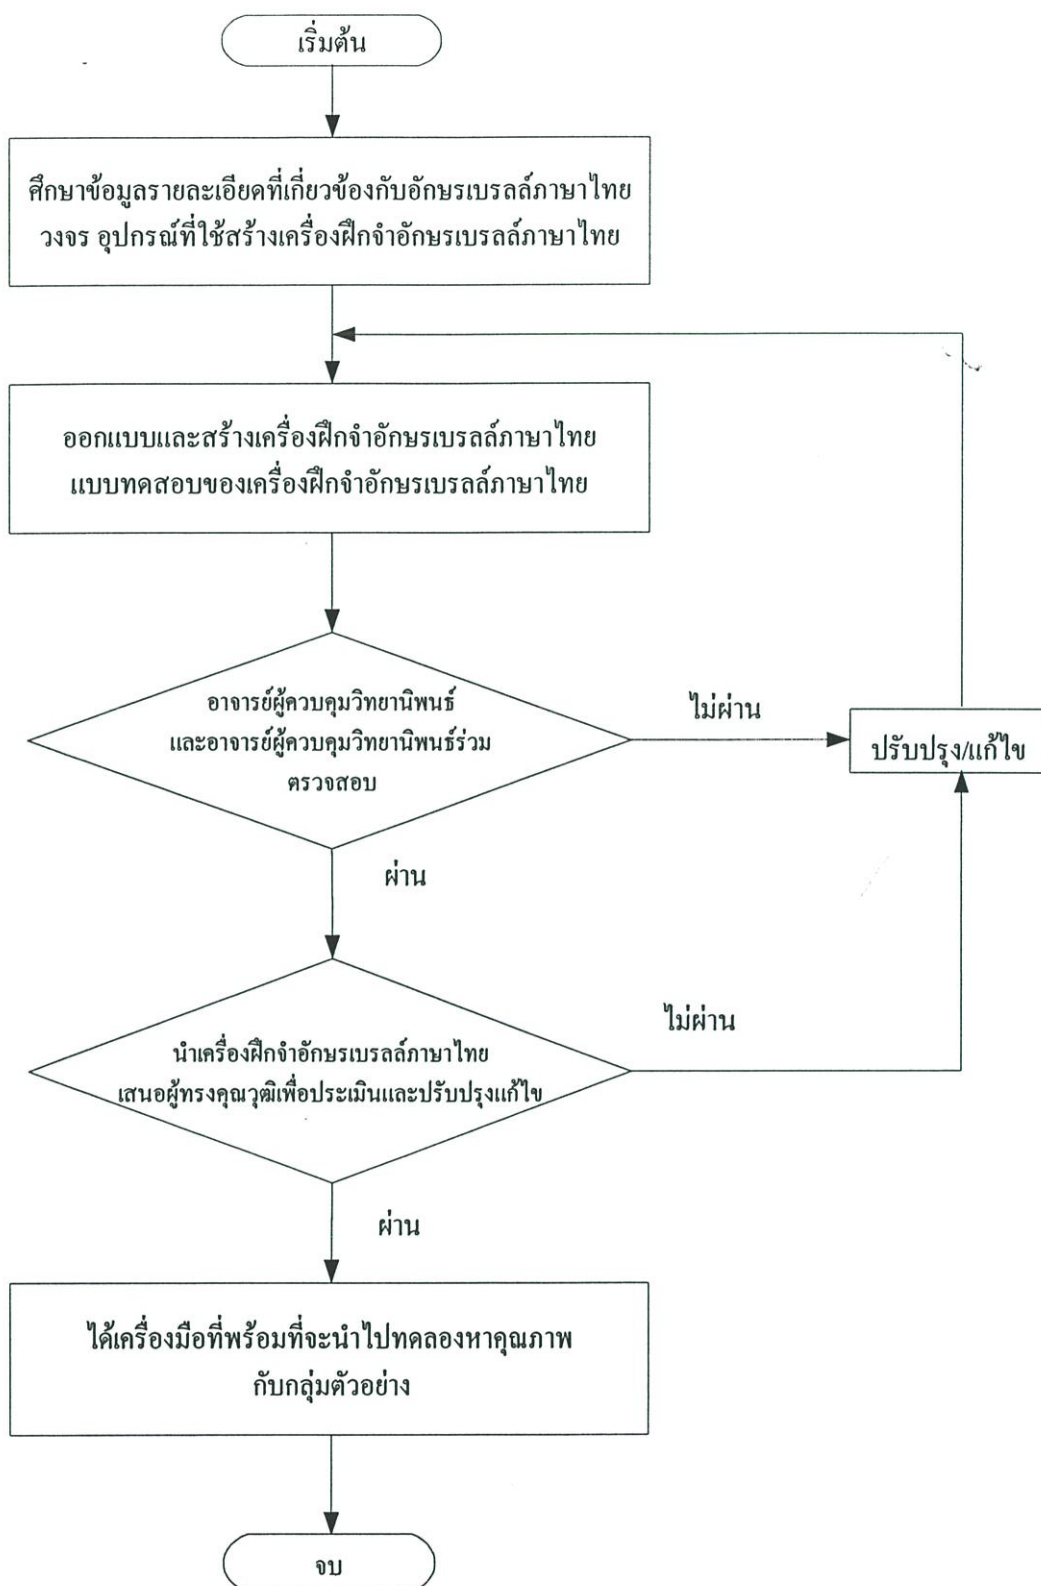 เริ่มต้น
ศึกษาข้อมูลรายละเอียดที่เกี่ยวข้องกับอักษรเบรลล์ภาษาไทย
วงจร อุปกรณ์ที่ใช้สร้างเครื่องฝึกจำอักษรเบรลล์ภาษาไทย
ออกแบบและสร้างเครื่องฝึกจำอักษรเบรลล์ภาษาไทย
แบบทดสอบของเครื่องฝึกจำอักษรเบรลล์ภาษาไทย
อาจารย์ผู้ควบคุมวิทยานิพนธ์
และอาจารย์ผู้ควบคุมวิทยานิพนธ์ร่วม
ตรวจสอบ
ไม่ผ่าน
ปรับปรุง/แก้ไข
ผ่าน
นำเครื่องฝึกจำอักษรเบรลล์ภาษาไทย
เสนอผู้ทรงคุณวุฒิเพื่อประเมินและปรับปรุงแก้ไข
ไม่ผ่าน
ผ่าน
ได้เครื่องมือที่พร้อมที่จะนำไปทดลองหาคุณภาพ
กับกลุ่มตัวอย่าง
จบ